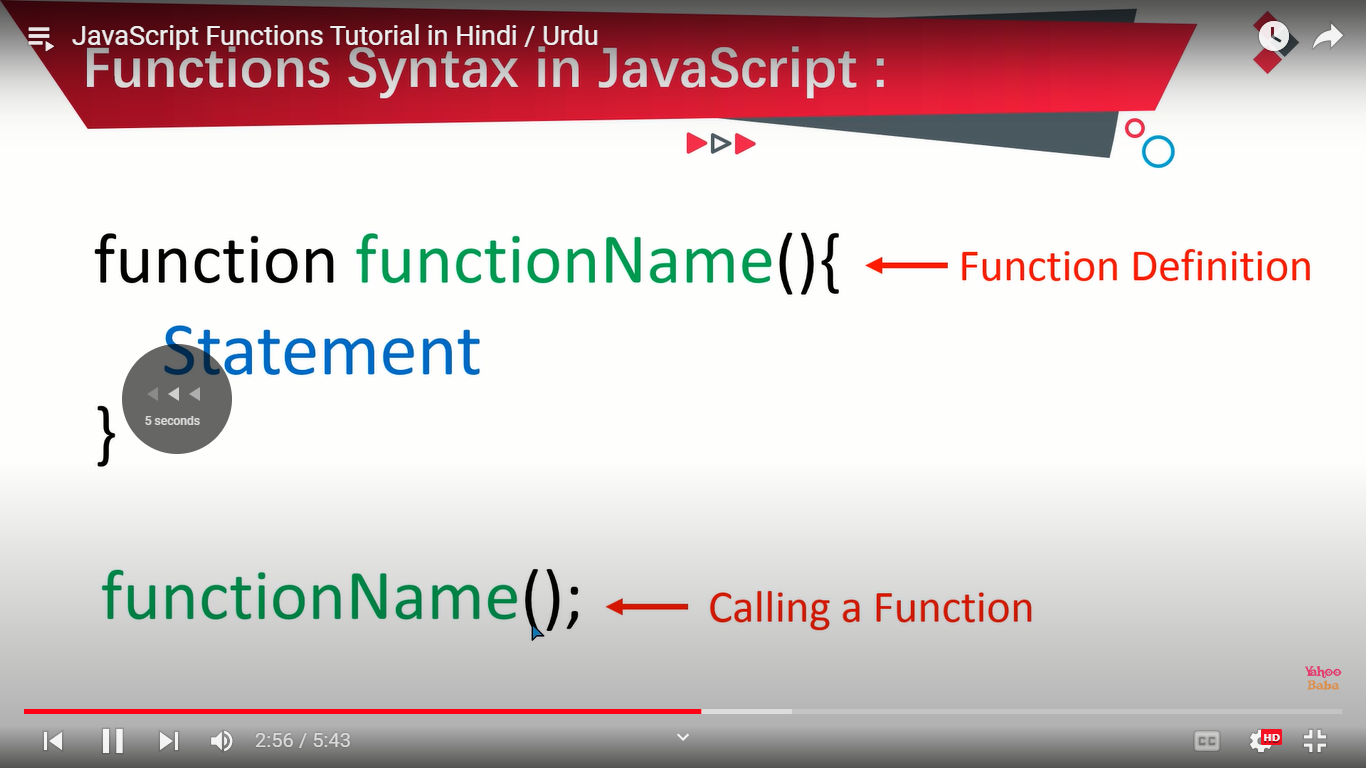 JavaScript Functions Tutorial in Hindi / Urdu
Functions Syntax in JavaScript :
function functionName(){
Function Definition
Statement
5 seconds
}
functionName();
Calling a Function
Yahoo
Baba
2:56 / 5:43
CC
HD